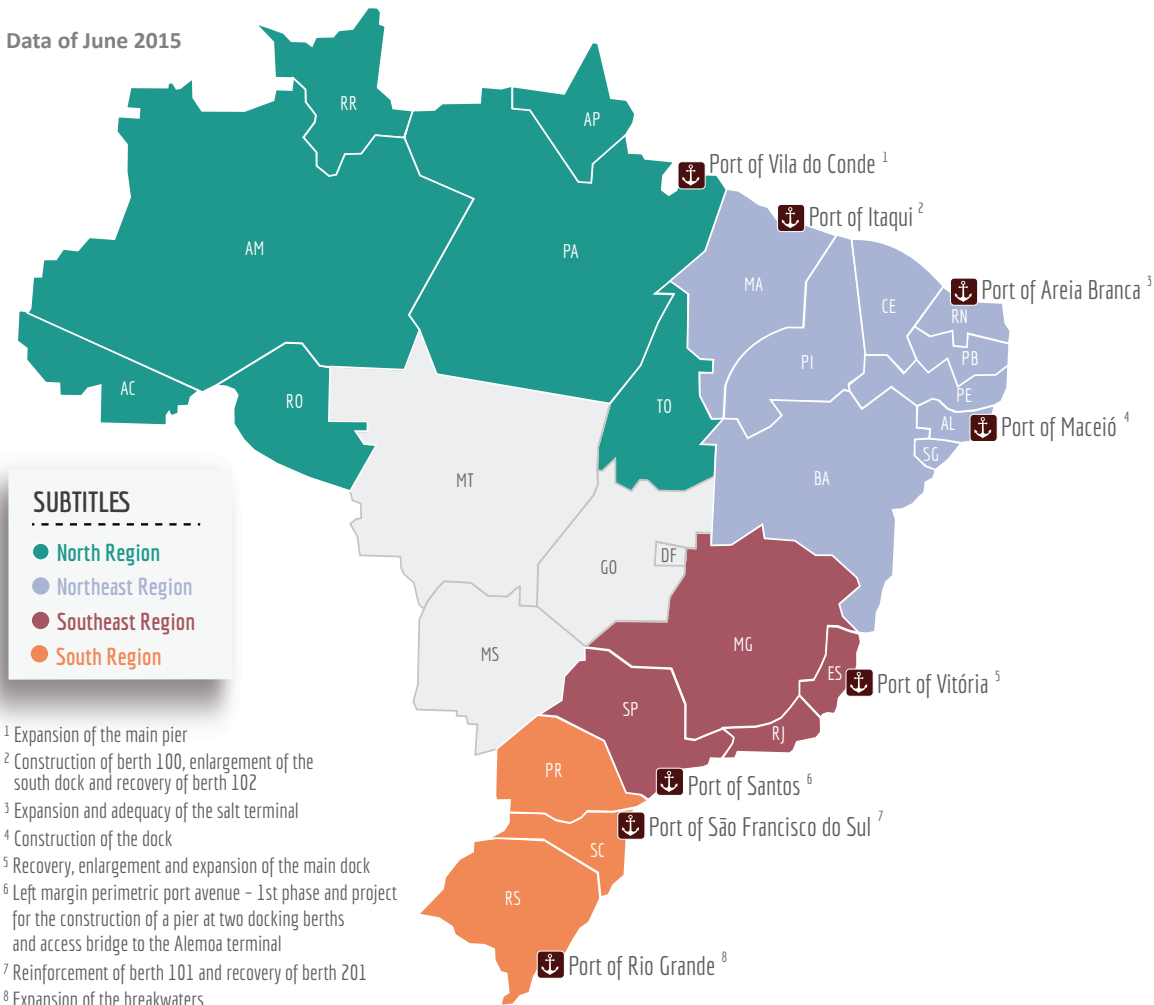 Data of June 2015
RR
AP
Port of Vila do Conde 1
Port of Itaqui 2
AM
PA
MA
CE
Port of Areia Branca 3
RN
PI
PB
AC
RO
TO
PE
AL
Port of Maceió 4
SG
MT
BA
SUBTITLES
North Region
Northeast Region
Southeast Region
South Region
GO
DF
MS
MG
ES
Port of Vitória 5
SP
RJ
PR
Port of Santos 6
Port of São Francisco do Sul 7
SC
RS
Port of Rio Grande 8
1 Expansion of the main pier
2 Construction of berth 100, enlargement of the
south dock and recovery of berth 102
3 Expansion and adequacy of the salt terminal
4 Construction of the dock
5 Recovery, enlargement and expansion of the main dock
6 Left margin perimetric port avenue – 1st phase and project
for the construction of a pier at two docking berths
and access bridge to the Alemoa terminal
7 Reinforcement of berth 101 and recovery of berth 201
8 Expansion of the breakwaters